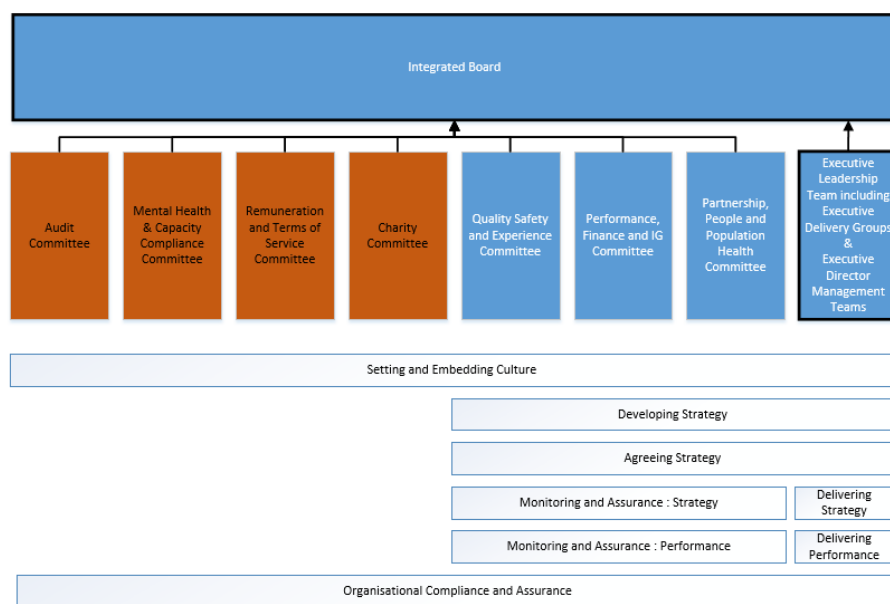 Integrated Board
Audit
Committee
Mental Health
& Capacity
Compliance
Committee
Remuneration
and Terms of
Service
Committee
Charity
Committee
Quality Safety
and Experience
Committee
Performance,
Finance and IG
Committee
Partnership,
People and
Population
Health
Committee
Executive
Leadership
Team including
Executive
Delivery Groups
&
Executive
Director
Management
Teams
Setting and Embedding Culture
Developing Strategy
Agreeing Strategy
Monitoring and Assurance : Strategy
Delivering
Strategy
Monitoring and Assurance : Performance
Delivering
Performance
Organisational Compliance and Assurance